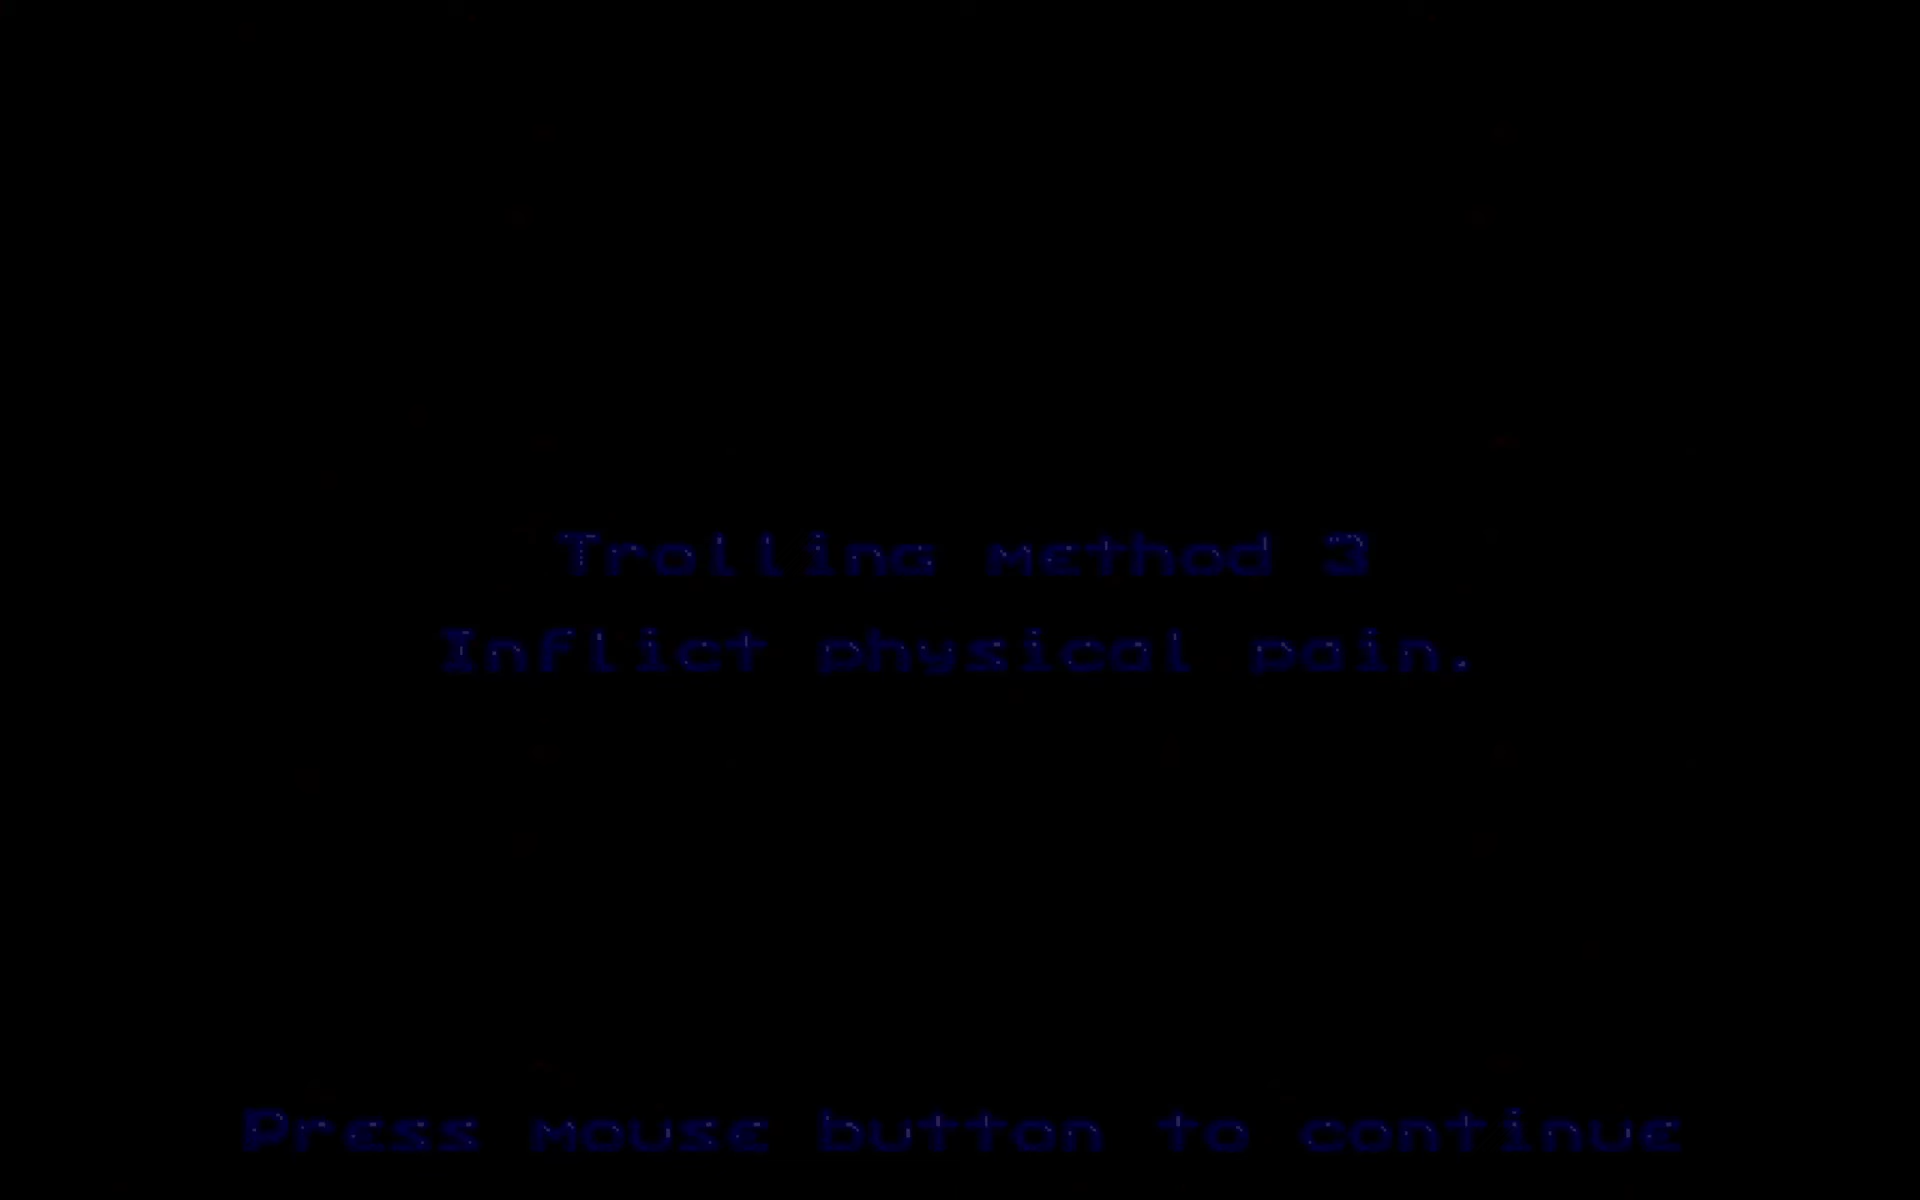 Trolling method 3
Inflict physical pain.
Press mouse button to continue